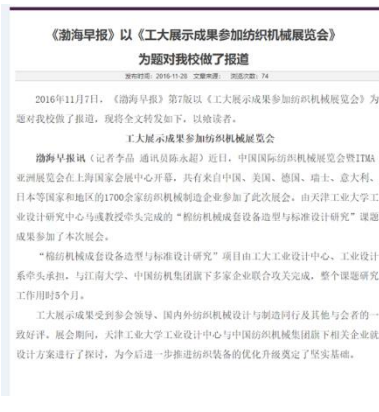 《渤海早报》以《工大展示成果参加纺织机械展览会》
为题对我校做了报道
发布时间：2016-11-28 文章来源： 浏览次数：74
2016年11月7日，《渤海早报》第7版以《工大展示成果参加纺织机械展览会》为
题对我校做了报道，现将全文转发如下，以飨读者。
工大展示成果参加纺织机械展览会
渤海早报讯（记者李晶 通讯员陈永超）近日，中国国际纺织机械展览会暨ITMA
亚洲展览会在上海国家会展中心开幕，共有来自中国、美国、德国、瑞士、意大利、
日本等国家和地区的1700余家纺织机械制造企业参加了此次展会。由天津工业大学工
业设计研究中心马彧教授牵头完成的“棉纺机械成套设备造型与标准设计研究”课题
成果参加了本次展会。
“棉纺机械成套设备造型与标准设计研究”项目由工大工业设计中心、工业设计
系牵头承担，与江南大学、中国纺机集团旗下多家企业联合攻关完成，整个课题研究
工作用时5个月。
工大展示成果受到参会领导、国内外纺织机械设计与制造同行及其他与会者的一
致好评。展会期间，天津工业大学工业设计中心与中国纺织机械集团旗下相关企业就
设计方案进行了探讨，为今后进一步推进纺织装备的优化升级奠定了坚实基础。